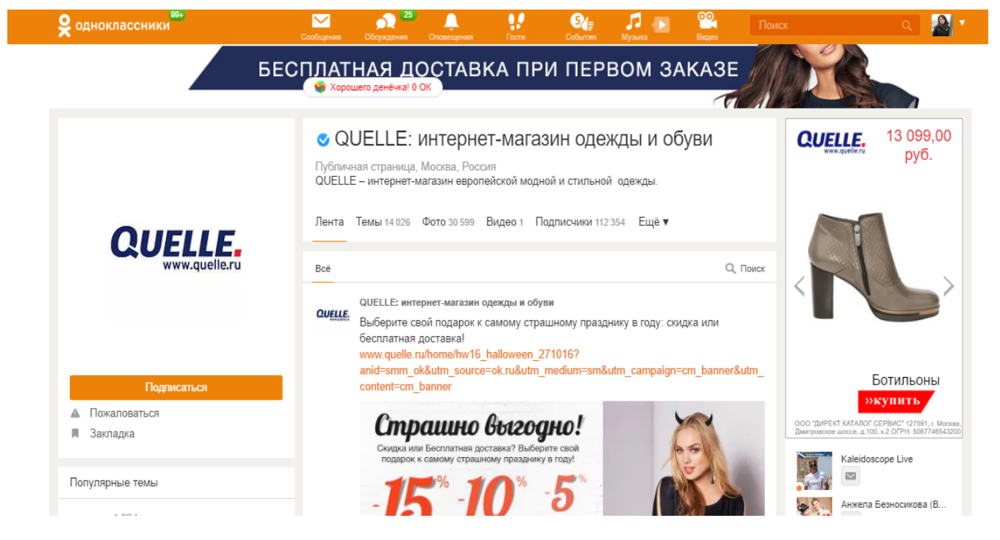 одноклассники
99+
Сообщения
Обсуждения
25
Оповещения
Гости
5
События
Музыка
Видео
Поиск
БЕСПЛАТНАЯ ДОСТАВКА ПРИ ПЕРВОМ ЗАКАЗЕ
Хорошего денёчка! 0 ОК
QUELLE.
www.quelle.ru
Подписаться
Пожаловаться
Закладка
Популярные темы
QUELLE: интернет-магазин одежды и обуви
Публичная страница, Москва, Россия
QUELLE – интернет-магазин европейской модной и стильной одежды.
Лента Темы 14 026 Фото 30 599 Видео 1 Подписчики 112 354 Ещё ▾
Всё
Поиск
QUELLE.
QUELLE: интернет-магазин одежды и обуви
Выберите свой подарок к самому страшному празднику в году: скидка или
бесплатная доставка!
www.quelle.ru/home/hw16_halloween_271016?
anid=smm_ok&utm_source=ok.ru&utm_medium=sm&utm_campaign=cm_banner&utm_
content=cm_banner
Страшно выгодно!
Скидка или Бесплатная доставка? Выберите свой
подарок к самому страшному празднику в году!
-15% -10% -5%
QUELLE.
www.quelle.ru
13 099,00
руб.
Ботильоны
»купить
ООО "ДИРЕКТ КАТАЛОГ СЕРВИС" 127591, г. Москва,
Дмитровское шоссе, д.100, к.2 ОГРН: 5067746543200
Kaleidoscope Live
Анжела Безносикова (В...